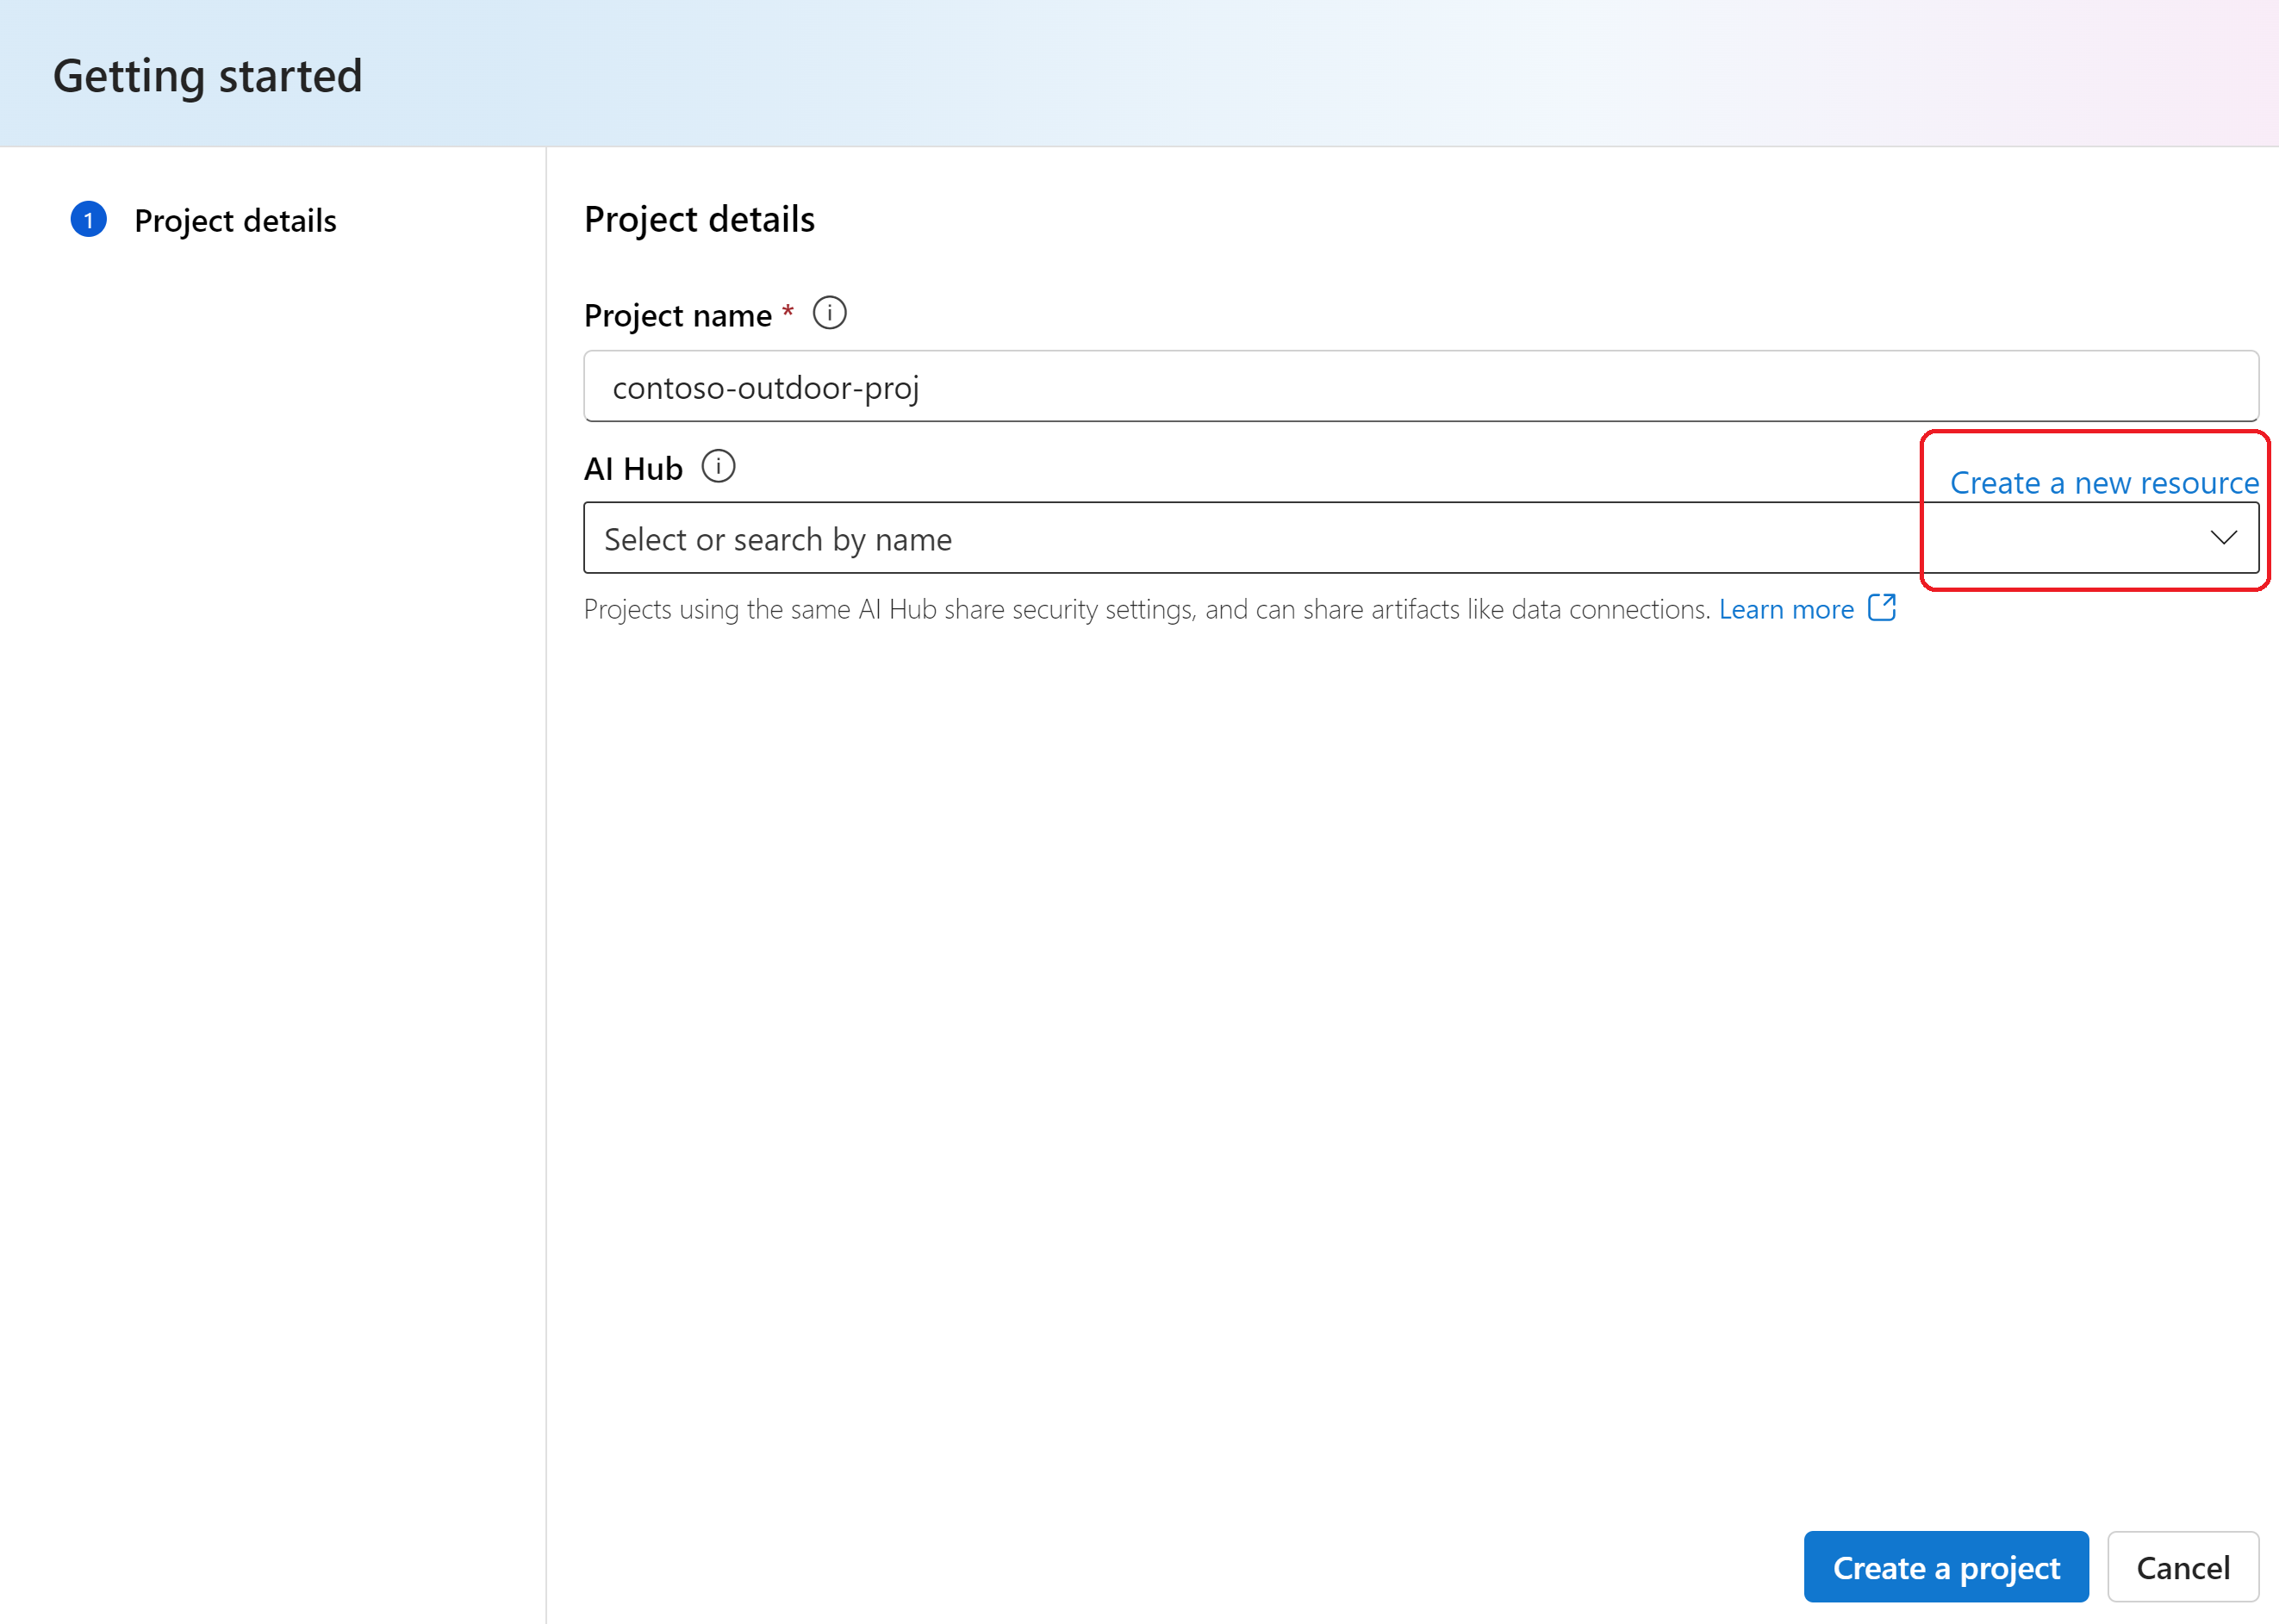 Getting started
1 Project details
Project details
Project name * i
contoso-outdoor-proj
AI Hub i
Create a new resource
Select or search by name
Projects using the same AI Hub share security settings, and can share artifacts like data connections. Learn more
Create a project Cancel